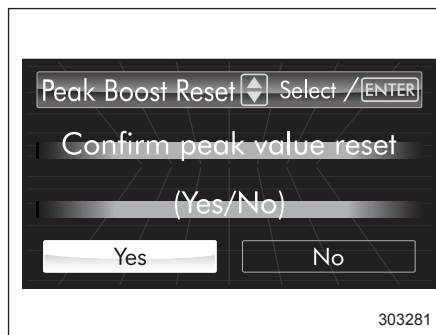 Peak Boost Reset Select / ENTER
Confirm peak value reset
(Yes/No)
Yes No
303281